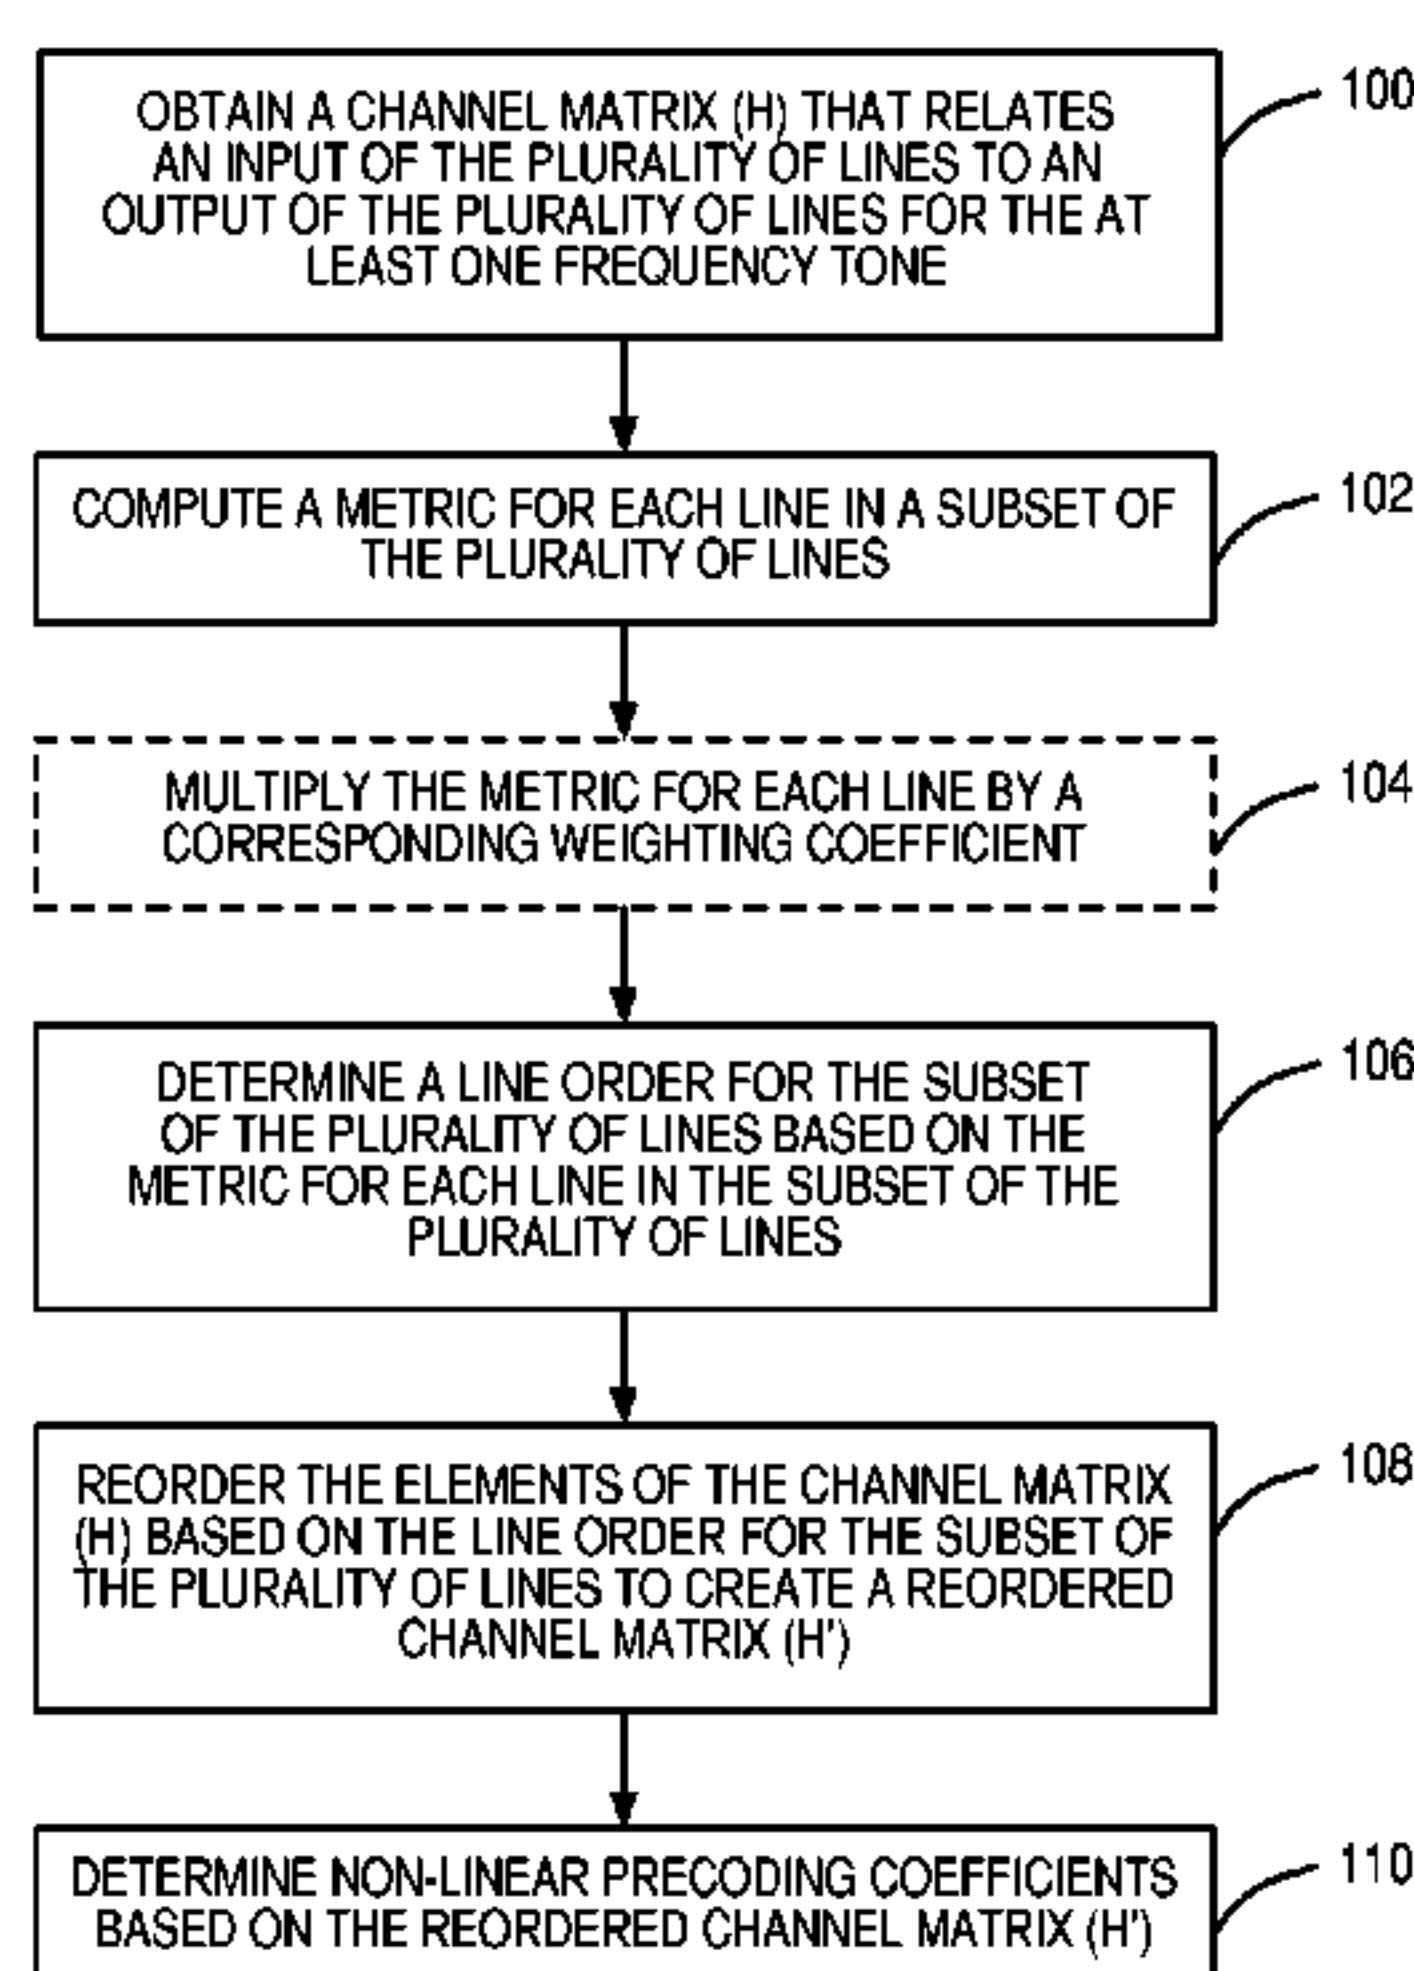 OBTAIN A CHANNEL MATRIX (H) THAT RELATES
AN INPUT OF THE PLURALITY OF LINES TO AN
OUTPUT OF THE PLURALITY OF LINES FOR THE AT
LEAST ONE FREQUENCY TONE
100
COMPUTE A METRIC FOR EACH LINE IN A SUBSET OF
THE PLURALITY OF LINES
102
MULTIPLY THE METRIC FOR EACH LINE BY A
CORRESPONDING WEIGHTING COEFFICIENT
104
DETERMINE A LINE ORDER FOR THE SUBSET
OF THE PLURALITY OF LINES BASED ON THE
METRIC FOR EACH LINE IN THE SUBSET OF THE
PLURALITY OF LINES
106
REORDER THE ELEMENTS OF THE CHANNEL MATRIX
(H) BASED ON THE LINE ORDER FOR THE SUBSET OF
THE PLURALITY OF LINES TO CREATE A REORDERED
CHANNEL MATRIX (H')
108
DETERMINE NON-LINEAR PRECODING COEFFICIENTS
BASED ON THE REORDERED CHANNEL MATRIX (H')
110